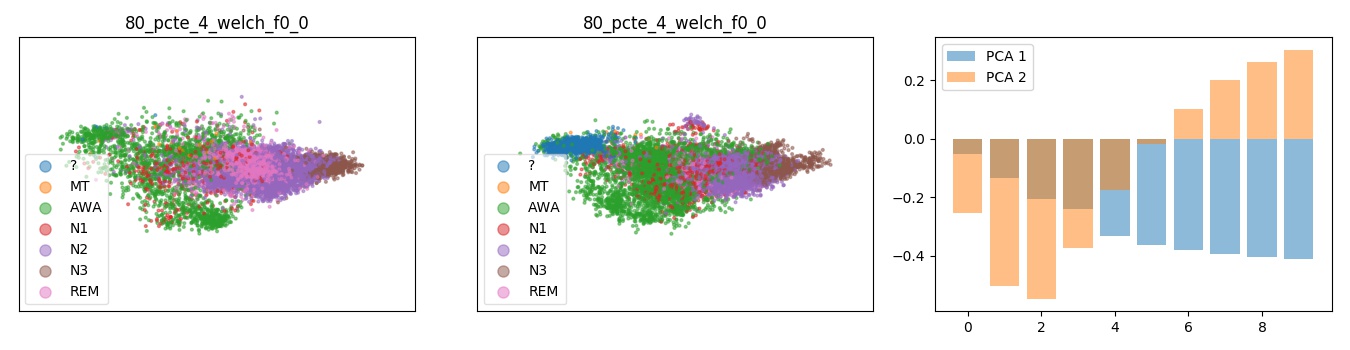 80_pcte_4_welch_f0_0
?
MT
AWA
N1
N2
N3
REM
80_pcte_4_welch_f0_0
?
MT
AWA
N1
N2
N3
REM
PCA 1
PCA 2
0.2
0.0
−0.2
−0.4
0 2 4 6 8